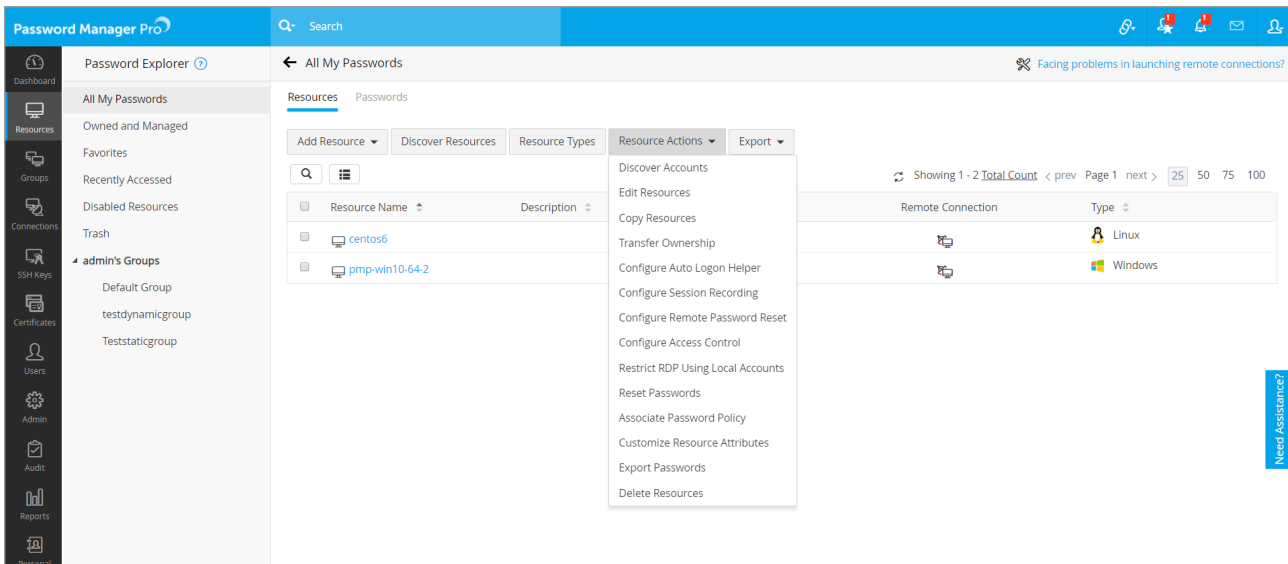 Password Manager Pro
Search
Dashboard
Resources
Groups
Connections
SSH Keys
Certificates
Users
Admin
Audit
Reports
Personal
Password Explorer ?
All My Passwords
Owned and Managed
Favorites
Recently Accessed
Disabled Resources
Trash
admin's Groups
Default Group
testdynamicgroup
Teststaticgroup
All My Passwords
Facing problems in launching remote connections?
Resources Passwords
Add Resource Discover Resources Resource Types Resource Actions Export
Discover Accounts
Edit Resources
Copy Resources
Transfer Ownership
Configure Auto Logon Helper
Configure Session Recording
Configure Remote Password Reset
Configure Access Control
Restrict RDP Using Local Accounts
Reset Passwords
Associate Password Policy
Customize Resource Attributes
Export Passwords
Delete Resources
Showing 1 - 2 Total Count < prev Page 1 next > 25 50 75 100
Resource Name Description Remote Connection Type
centos6 Linux
pmp-win10-64-2 Windows
Need Assistance?